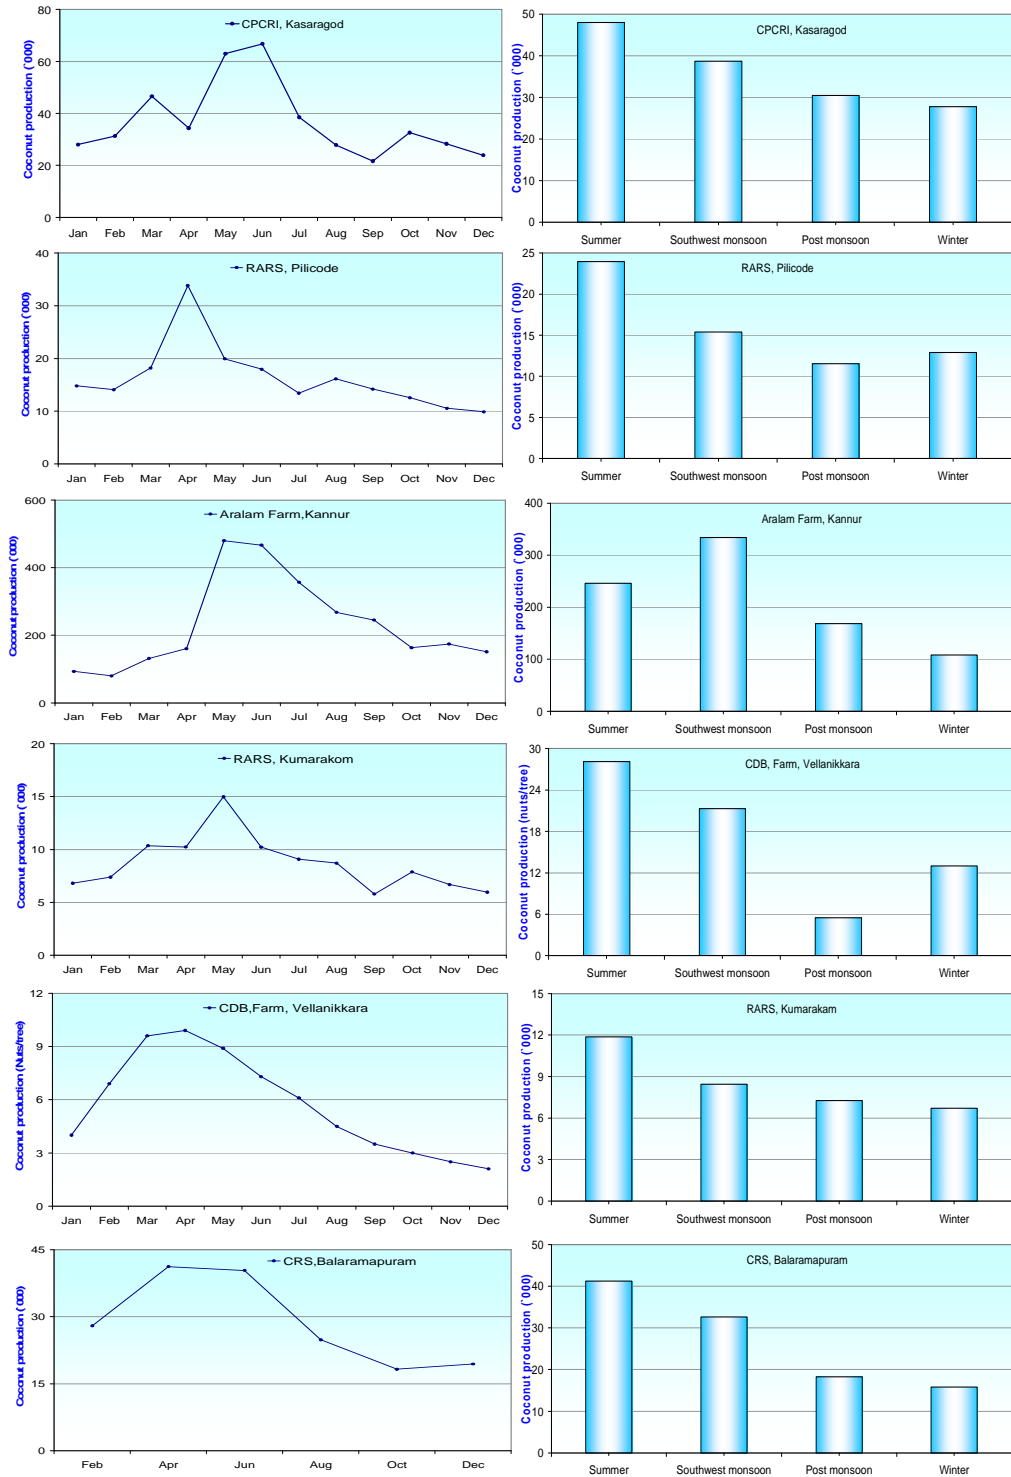 CPCRI, Kasaragod
Coconut production (`000)
80
60
40
20
0
Jan Feb Mar Apr May Jun Jul Aug Sep Oct Nov Dec
CPCRI, Kasaragod
Coconut production (`000)
50
40
30
20
10
0
Summer Southwest monsoon Post monsoon Winter
RARS, Pilicode
Coconut production (`000)
40
30
20
10
0
Jan Feb Mar Apr May Jun Jul Aug Sep Oct Nov Dec
RARS, Pilicode
Coconut production (`000)
25
20
15
10
5
0
Summer Southwest monsoon Post monsoon Winter
Aralam Farm,Kannur
Coconut production (`000)
600
400
200
0
Jan Feb Mar Apr May Jun Jul Aug Sep Oct Nov Dec
Aralam Farm, Kannur
Coconut production (`000)
400
300
200
100
0
Summer Southwest monsoon Post monsoon Winter
RARS, Kumarakom
Coconut production (`000)
20
15
10
5
0
Jan Feb Mar Apr May Jun Jul Aug Sep Oct Nov Dec
CDB, Farm, Vellanikkara
Coconut production (nuts/tree)
30
24
18
12
6
0
Summer Southwest monsoon Post monsoon Winter
CDB,Farm, Vellanikkara
Coconut production (Nuts/tree)
12
9
6
3
0
Jan Feb Mar Apr May Jun Jul Aug Sep Oct Nov Dec
RARS, Kumarakam
Coconut production (`000)
15
12
9
6
3
0
Summer Southwest monsoon Post monsoon Winter
CRS,Balaramapuram
Coconut production (`000)
45
30
15
0
Feb Apr Jun Aug Oct Dec
CRS, Balaramapuram
Coconut production (`000)
50
40
30
20
10
0
Summer Southwest monsoon Post monsoon Winter